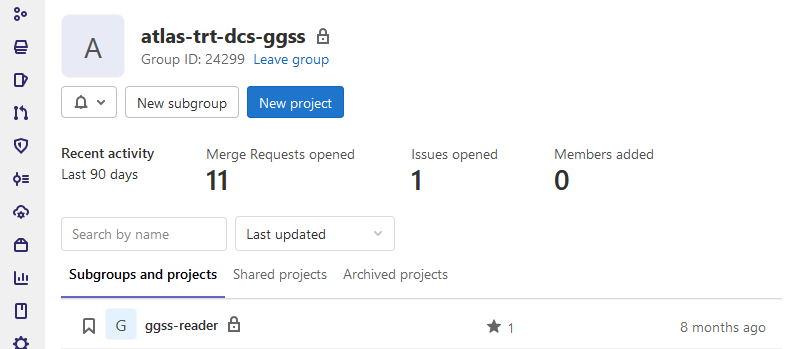 A
atlas-trt-dcs-ggss
Group ID: 24299 Leave group
New subgroup
New project
Recent activity
Last 90 days
Merge Requests opened
11
Issues opened
1
Members added
0
Search by name
Last updated
Subgroups and projects Shared projects Archived projects
G ggss-reader 1 8 months ago